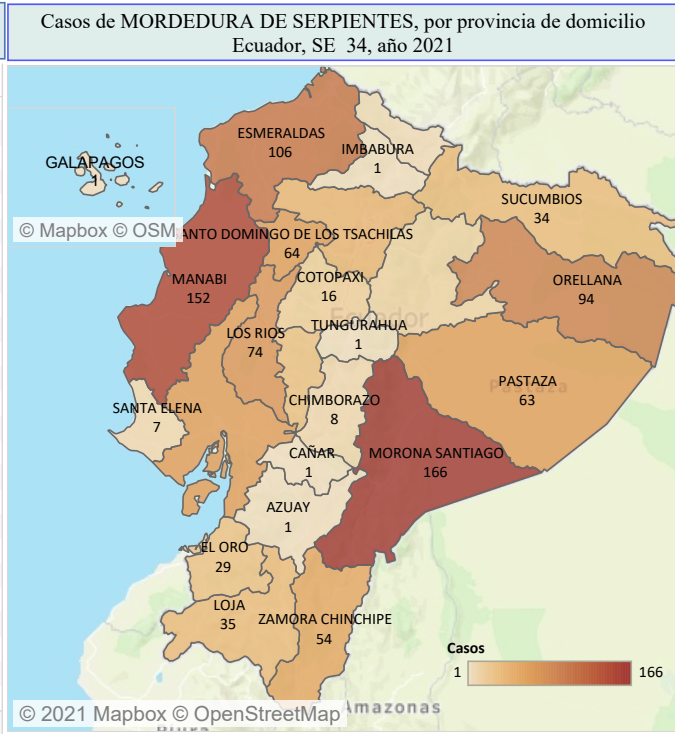 Casos de MORDEDURA DE SERPIENTES, por provincia de domicilio
Ecuador, SE 34, año 2021
ESMERALDAS
106
IMBABURA
1
GALAPAGOS
1
SUCUMBIOS
34
© Mapbox © OSM
ANTO DOMINGO DE LOS TSACHILAS
64
MANABI
152
COTOPAXI
16
ORELLANA
94
Ecuador
LOS RIOS
74
TUNGURAHUA
1
Pastaza
PASTAZA
63
SANTA ELENA
7
CHIMBORAZO
8
CAÑAR
1
MORONA SANTIAGO
166
AZUAY
1
EL ORO
29
LOJA
35
ZAMORA CHINCHIPE
54
Casos
1 166
© 2021 Mapbox © OpenStreetMap
Amazonas